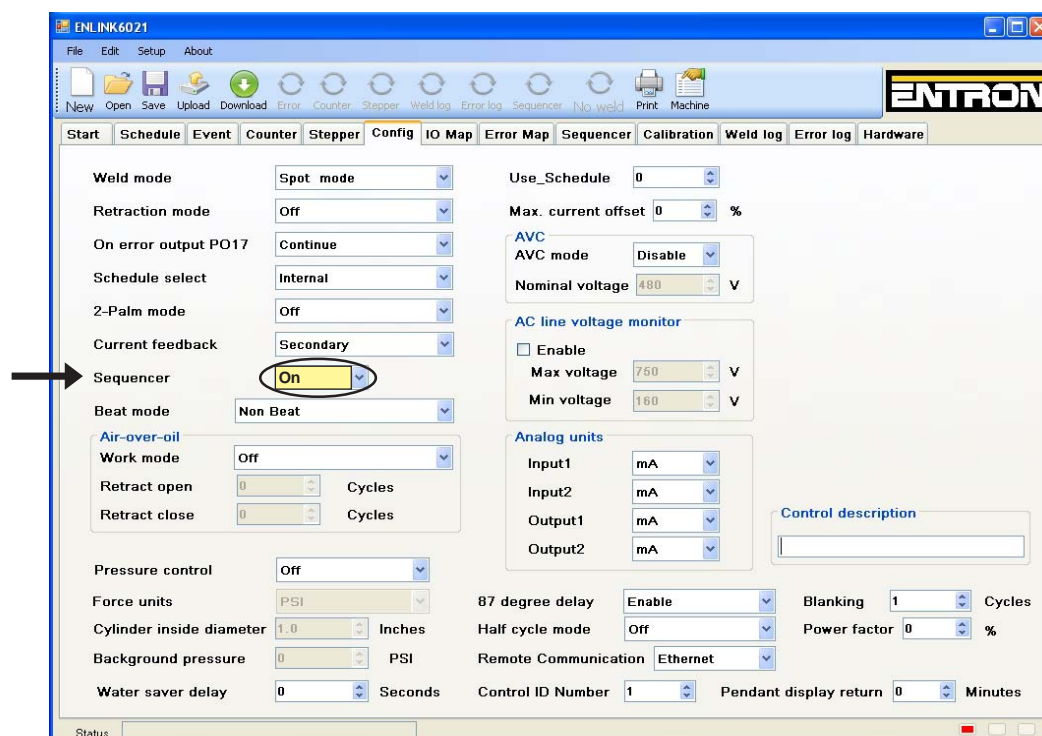 ENLINK6021
File Edit Setup About
New Open Save Upload Download Error Counter Stepper Weld log Error log Sequencer No weld Print Machine
ENTRON
Start Schedule Event Counter Stepper Config IO Map Error Map Sequencer Calibration Weld log Error log Hardware
Weld mode Spot mode Use_Schedule 0
Retraction mode Off Max. current offset 0 %
On error output PO17 Continue
AVC
AVC mode Disable
Schedule select Internal
Nominal voltage 480 V
2-Palm mode Off
AC line voltage monitor
Current feedback Secondary
Enable
Sequencer On
Max voltage 750 V
Min voltage 160 V
Beat mode Non Beat
Air-over-oil
Work mode Off
Retract open 0 Cycles
Retract close 0 Cycles
Analog units
Input1 mA
Input2 mA
Output1 mA
Output2 mA
Control description
Pressure control Off
Force units PSI 87 degree delay Enable Blanking 1 Cycles
Cylinder inside diameter 1.0 Inches Half cycle mode Off Power factor 0 %
Background pressure 0 PSI Remote Communication Ethernet
Water saver delay 0 Seconds Control ID Number 1 Pendant display return 0 Minutes
Status